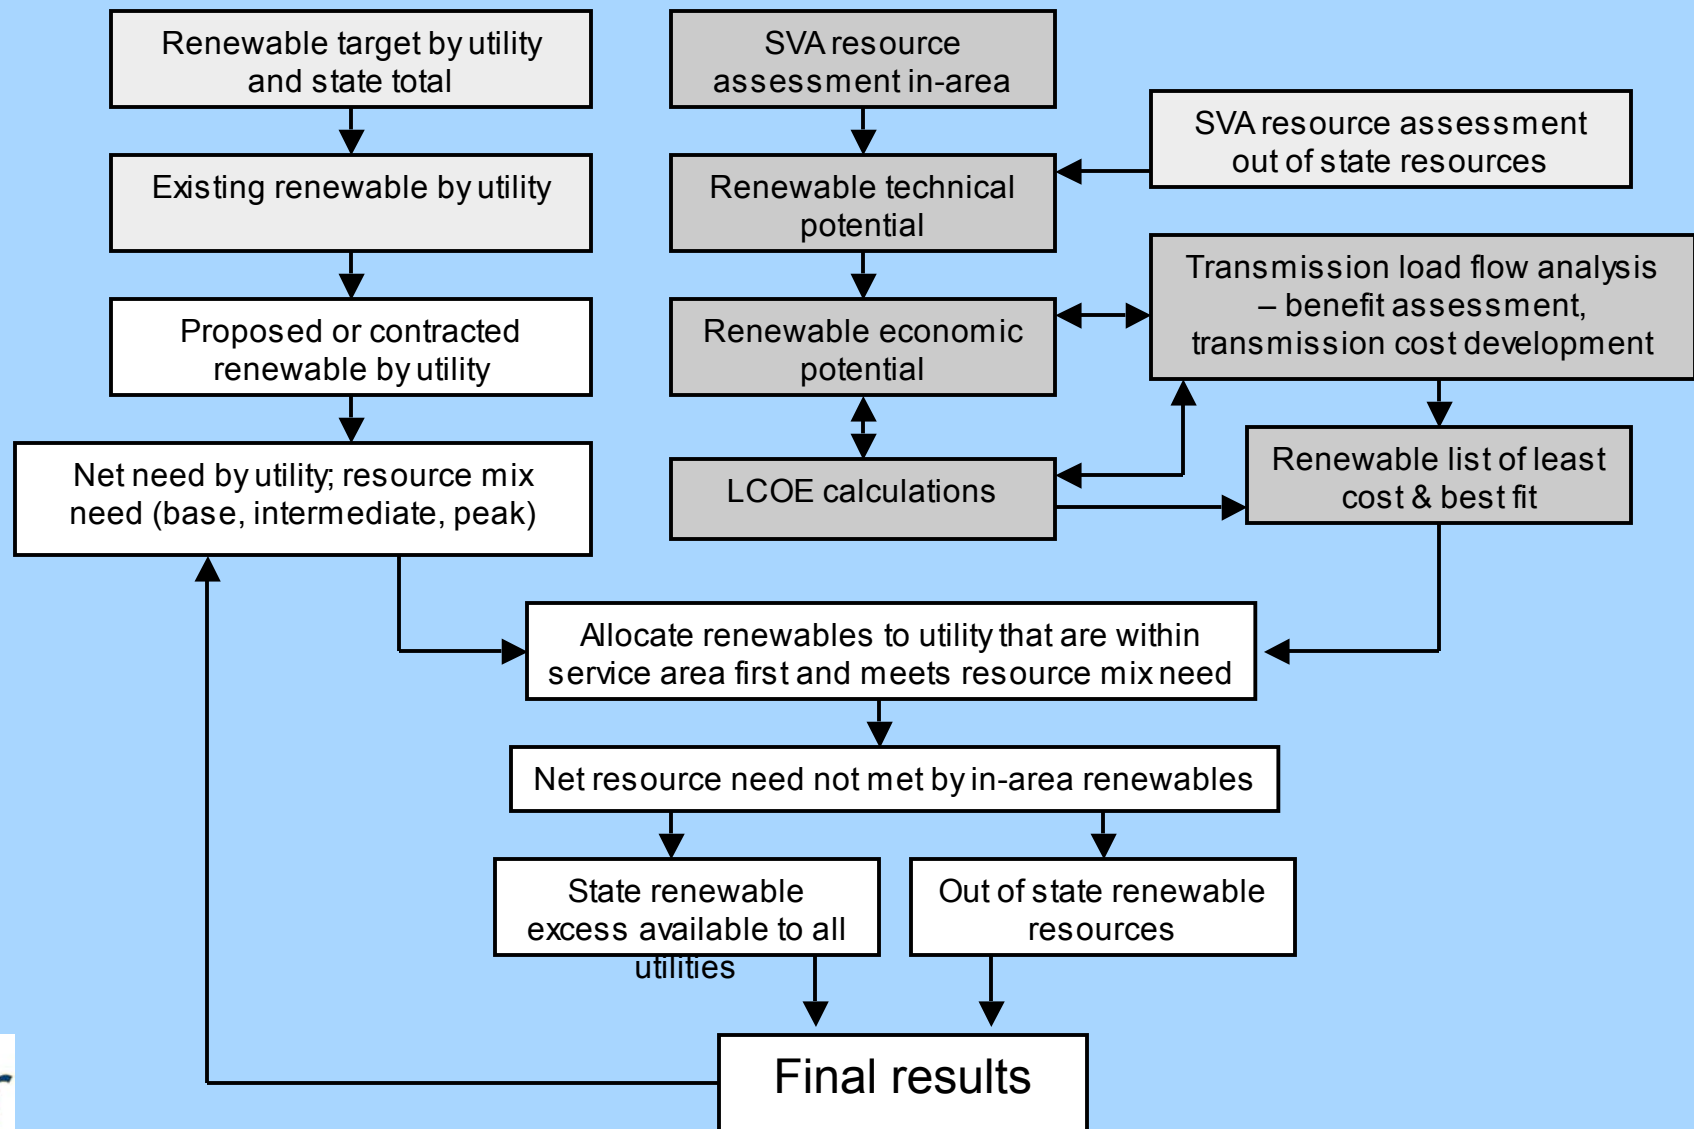 Renewable target by utility
and state total
SVA resource
assessment in-area
SVA resource assessment
out of state resources
Existing renewable by utility
Renewable technical
potential
Transmission load flow analysis
– benefit assessment,
transmission cost development
Proposed or contracted
renewable by utility
Renewable economic
potential
Net need by utility; resource mix
need (base, intermediate, peak)
LCOE calculations
Renewable list of least
cost & best fit
Allocate renewables to utility that are within
service area first and meets resource mix need
Net resource need not met by in-area renewables
State renewable
excess available to all
utilities
Out of state renewable
resources
Final results